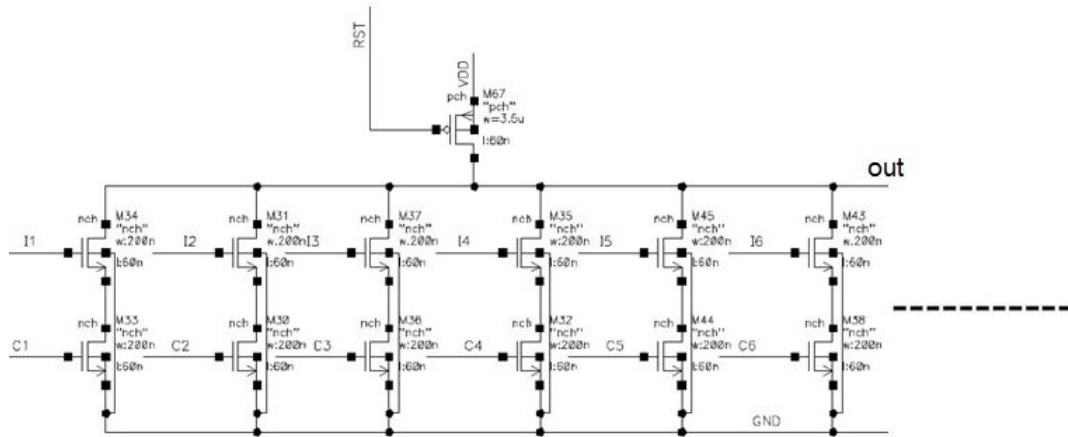 RST
VDD
pch
M67
"pch"
w=3.5u
l:60n
out
nch
M34
"nch"
w:200n
l:60n
I1
nch
M31
"nch"
w:200n
l:60n
I2
nch
M37
"nch"
w:200n
l:60n
I3
nch
M35
"nch"
w:200n
l:60n
I4
nch
M45
"nch"
w:200n
l:60n
I5
nch
M43
"nch"
w:200n
l:60n
I6
nch
M33
"nch"
w:200n
l:60n
C1
nch
M30
"nch"
w:200n
l:60n
C2
nch
M36
"nch"
w:200n
l:60n
C3
nch
M32
"nch"
w:200n
l:60n
C4
nch
M44
"nch"
w:200n
l:60n
C5
nch
M38
"nch"
w:200n
l:60n
C6
GND